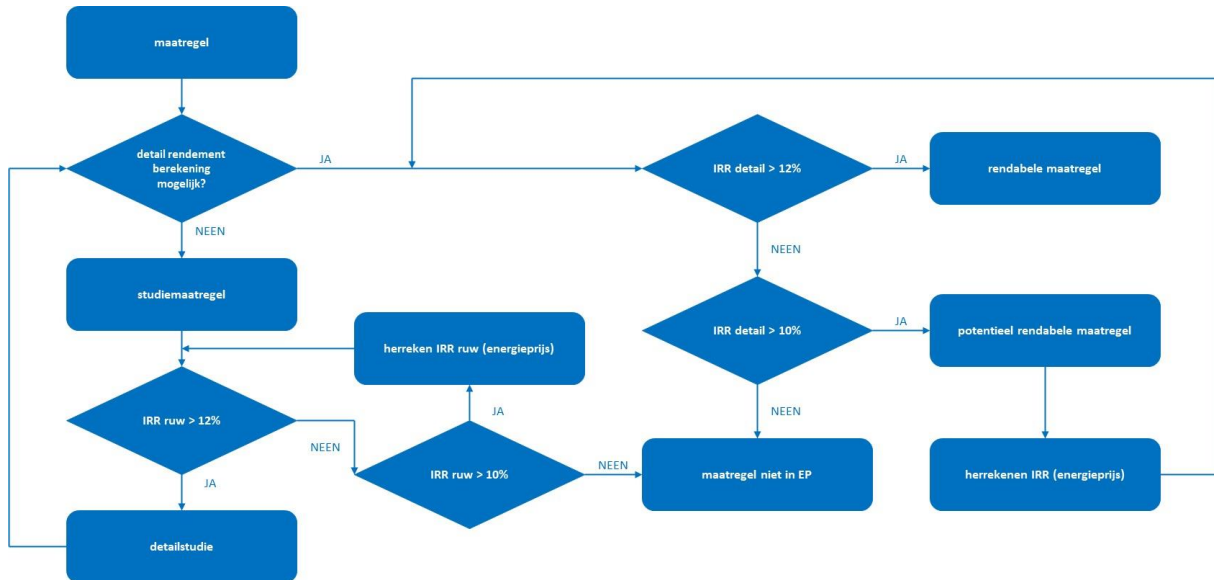 maatregel
detail rendement
berekening
mogelijk?
JA
IRR detail > 12%
JA
rendabele maatregel
NEEN
NEEN
studiemaatregel
herreken IRR ruw (energieprijs)
IRR detail > 10%
JA
potentieel rendabele maatregel
IRR ruw > 12%
NEEN
JA
IRR ruw > 10%
NEEN
NEEN
maatregel niet in EP
herrekenen IRR (energieprijs)
JA
detailstudie